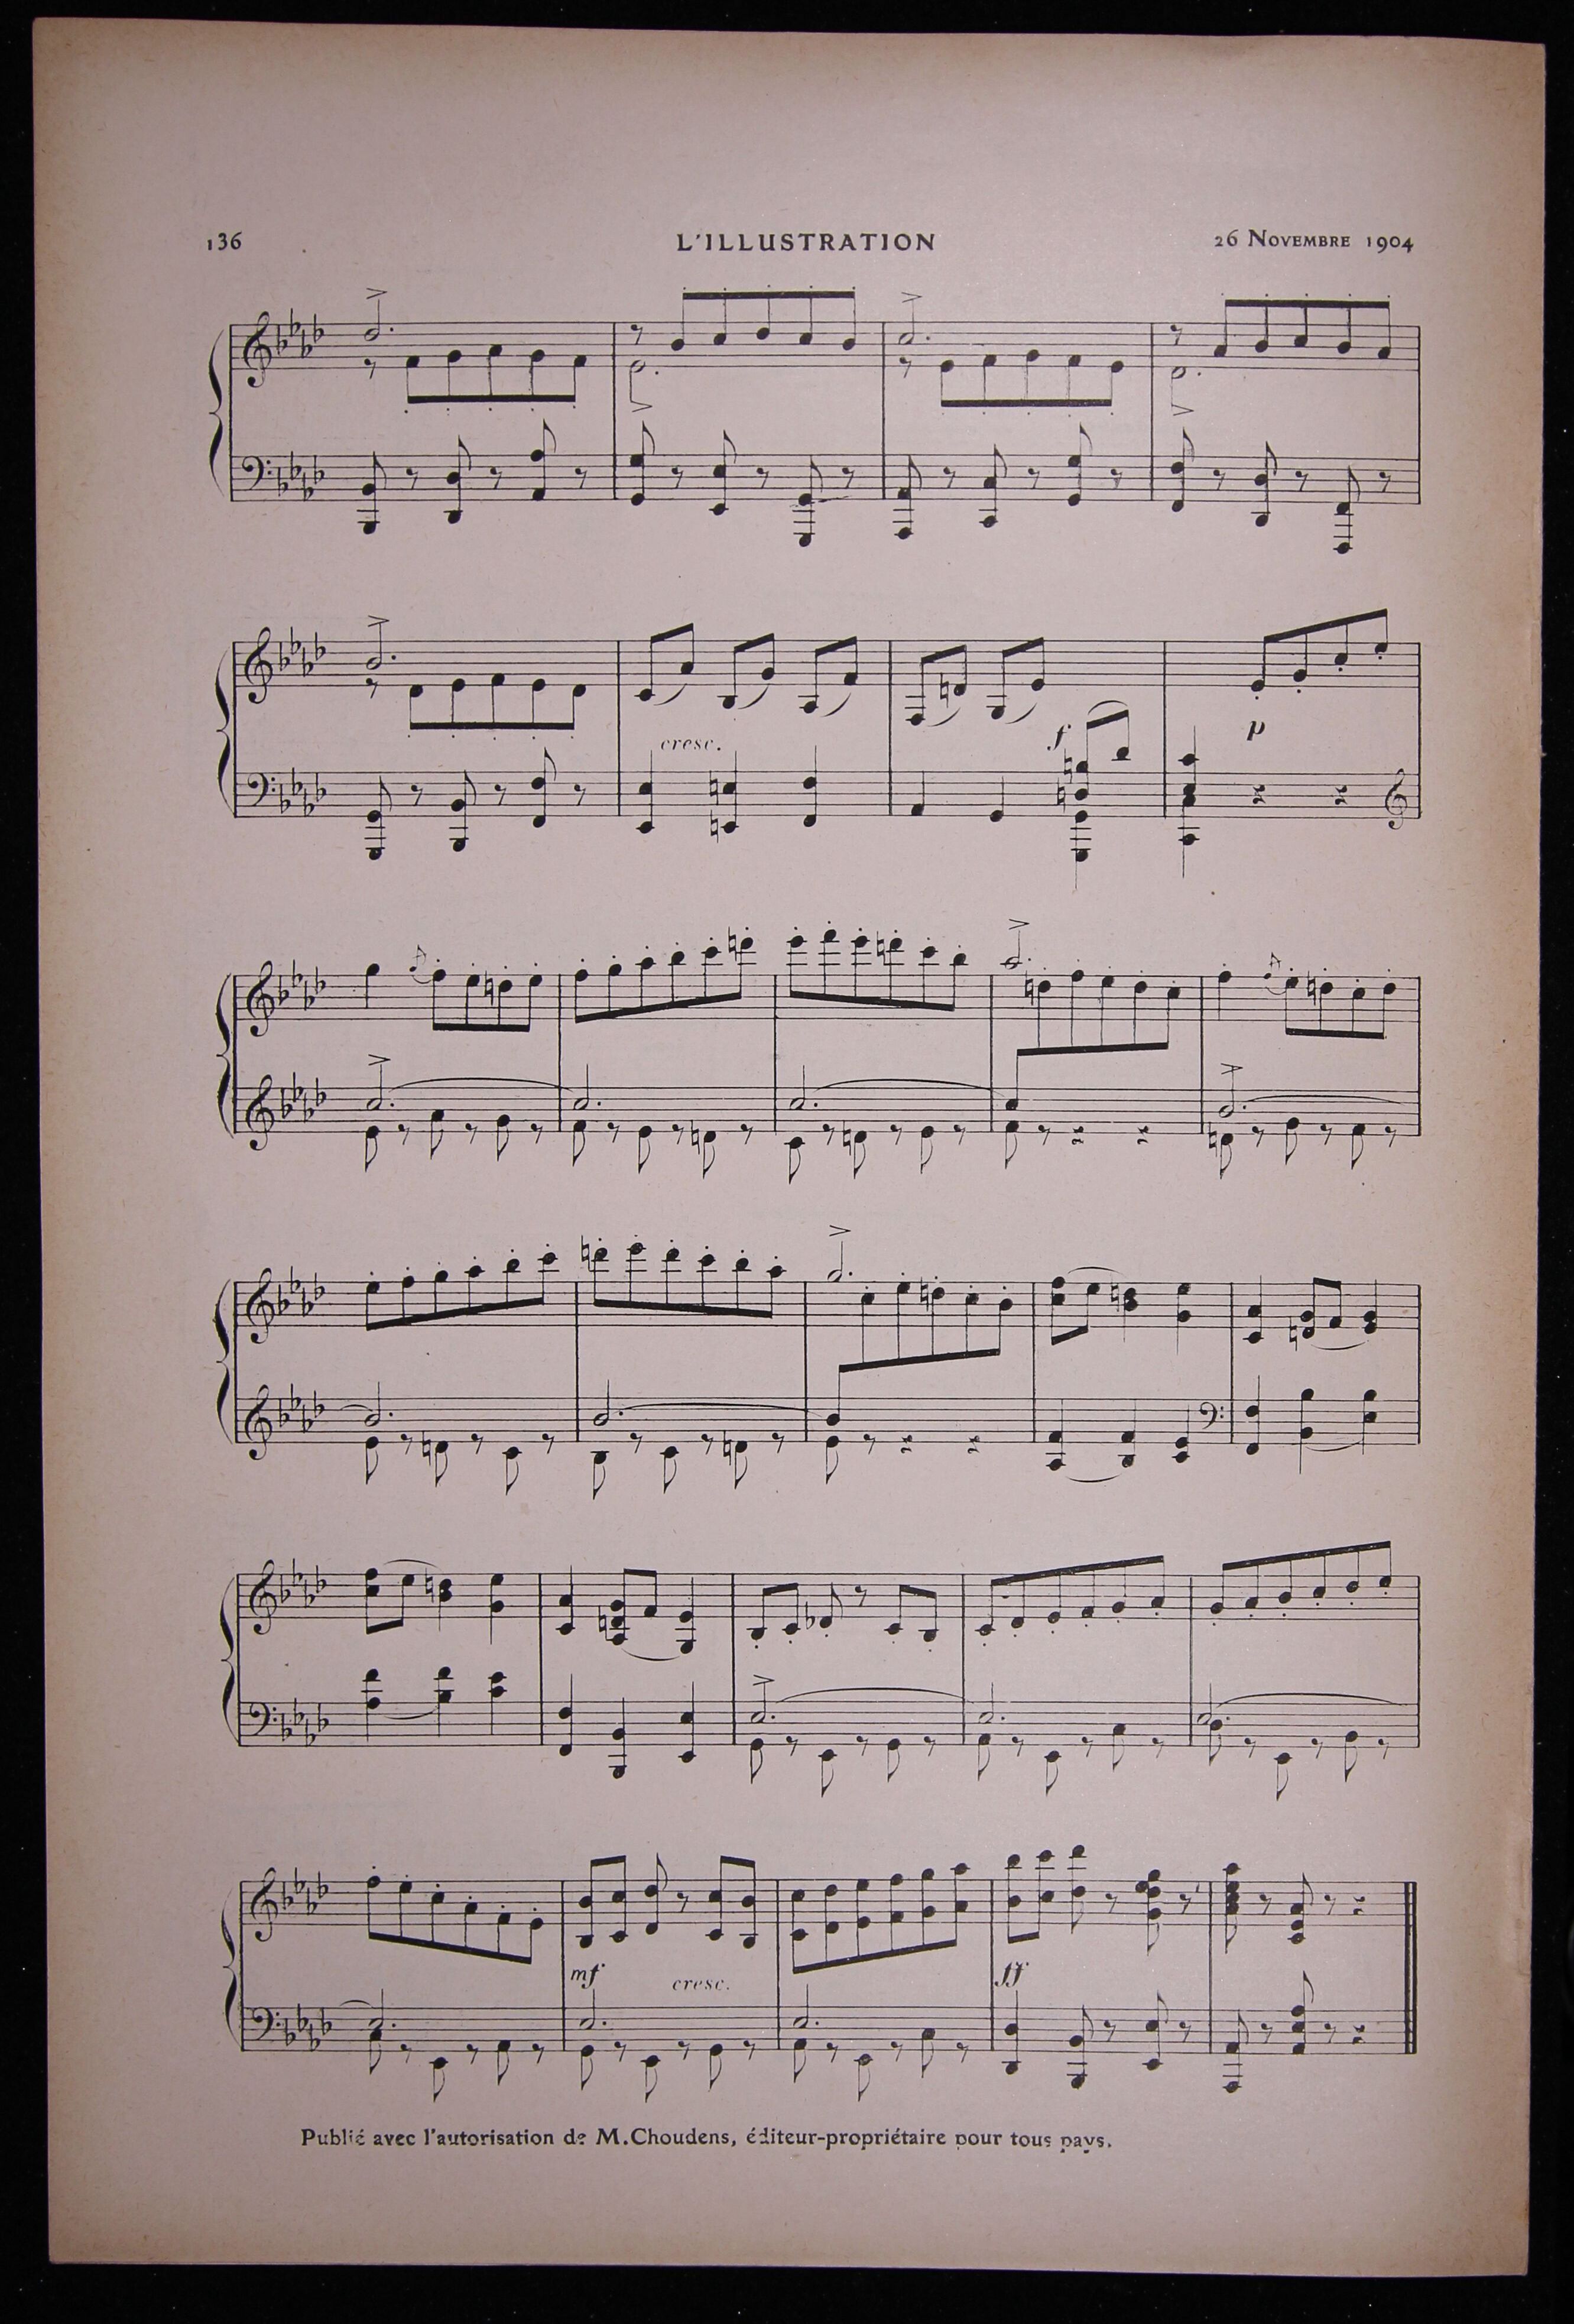 136
L'ILLUSTRATION
26 NOVEMBRE 1904
cresc.
f
p
mf
cresc.
ff
Publié avec l'autorisation de M. Choudens, éditeur-propriétaire pour tous pays.